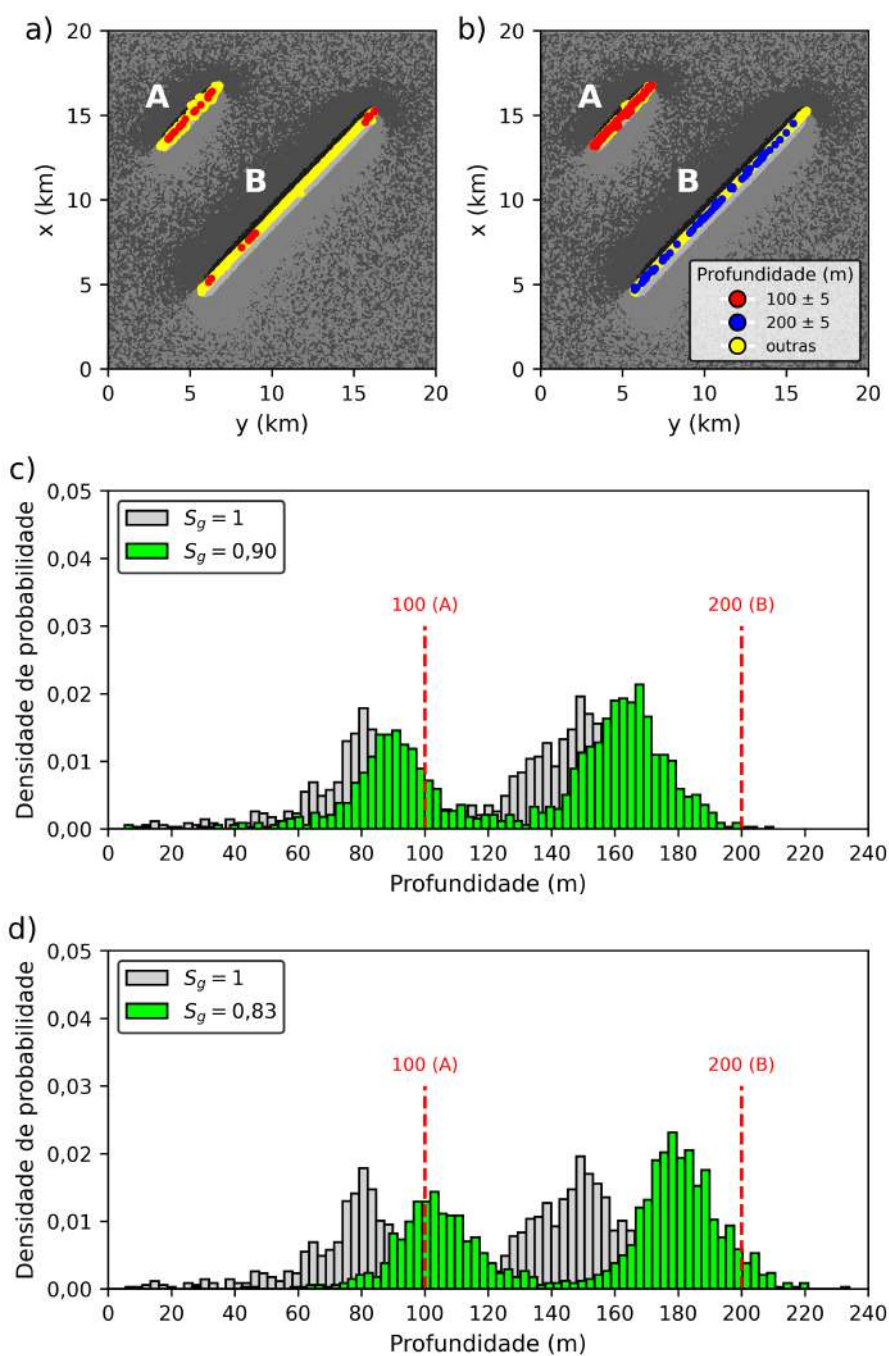 a)
b)
20
15
10
5
0
x (km)
A
B
0
5
10
15
20
y (km)
20
15
10
5
0
x (km)
A
B
Profundidade (m)
100 ± 5
200 ± 5
outras
0
5
10
15
20
y (km)
c)
0,05
0,04
0,03
0,02
0,01
0,00
Densidade de probabilidade
S_g = 1
S_g = 0,90
100 (A)
200 (B)
0
20
40
60
80
100
120
140
160
180
200
220
240
Profundidade (m)
d)
0,05
0,04
0,03
0,02
0,01
0,00
Densidade de probabilidade
S_g = 1
S_g = 0,83
100 (A)
200 (B)
0
20
40
60
80
100
120
140
160
180
200
220
240
Profundidade (m)